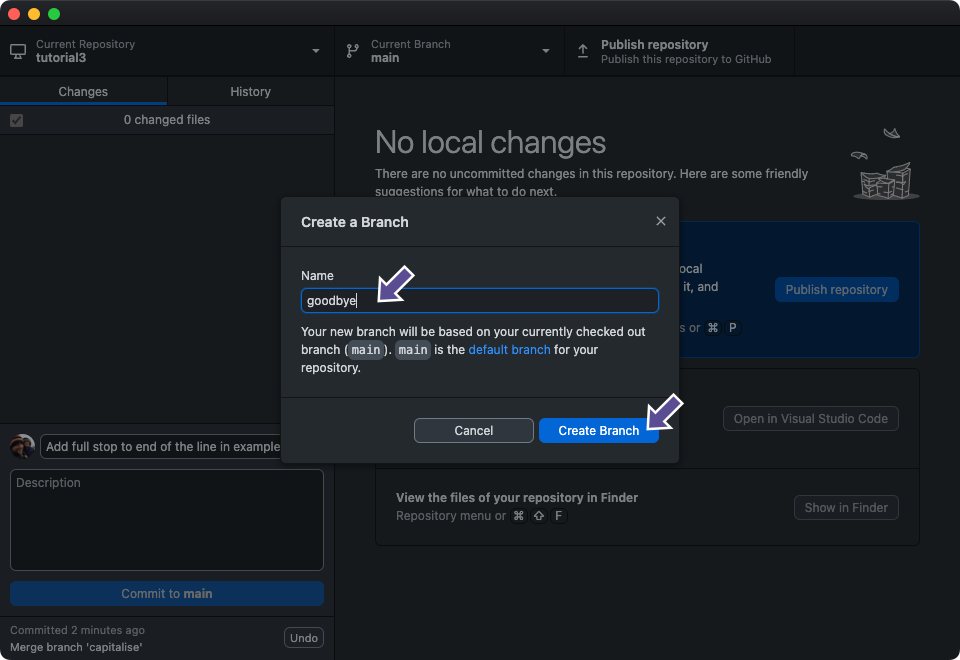 Current Repository
tutorial3
Current Branch
main
Publish repository
Publish this repository to GitHub
Changes
History
0 changed files
No local changes
There are no uncommitted changes in this repository. Here are some friendly
suggestions for what to do next.
Create a Branch
Name
goodbye
Your new branch will be based on your currently checked out
branch (main). main is the default branch for your
repository.
Cancel
Create Branch
ocal
it, and
Publish repository
s or ⌘ P
Open in Visual Studio Code
View the files of your repository in Finder
Repository menu or ⌘ ⇧ F
Show in Finder
Add full stop to end of the line in example
Description
Commit to main
Committed 2 minutes ago
Merge branch 'capitalise'
Undo